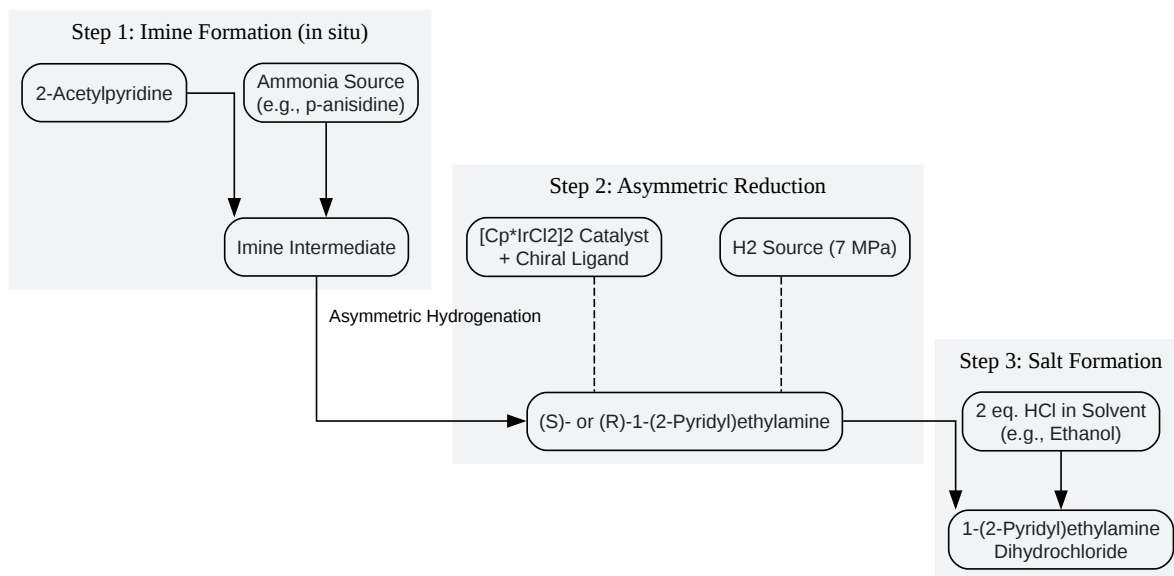 Step 1: Imine Formation (in situ)
2-Acetylpyridine
Ammonia Source
(e.g., p-anisidine)
Imine Intermediate
Step 2: Asymmetric Reduction
[Cp*IrCl2]2 Catalyst
+ Chiral Ligand
H2 Source (7 MPa)
Asymmetric Hydrogenation
(S)- or (R)-1-(2-Pyridyl)ethylamine
Step 3: Salt Formation
2 eq. HCl in Solvent
(e.g., Ethanol)
1-(2-Pyridyl)ethylamine
Dihydrochloride